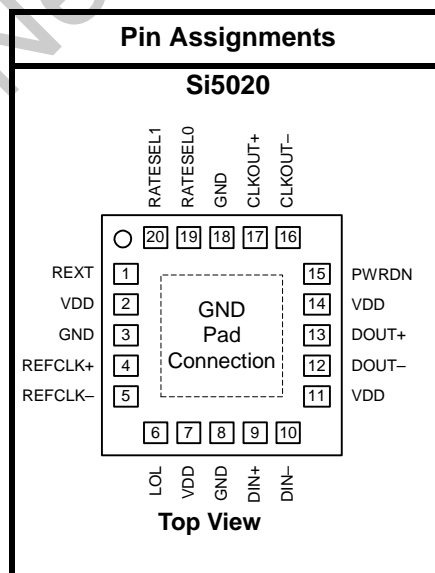 Pin Assignments
Si5020
RATESEL1
RATESEL0
GND
CLKOUT+
CLKOUT–
20 19 18 17 16
REXT 1
VDD 2
GND 3
REFCLK+ 4
REFCLK– 5
GND
Pad
Connection
15 PWRDN
14 VDD
13 DOUT+
12 DOUT–
11 VDD
6 7 8 9 10
LOL
VDD
GND
DIN+
DIN–
Top View